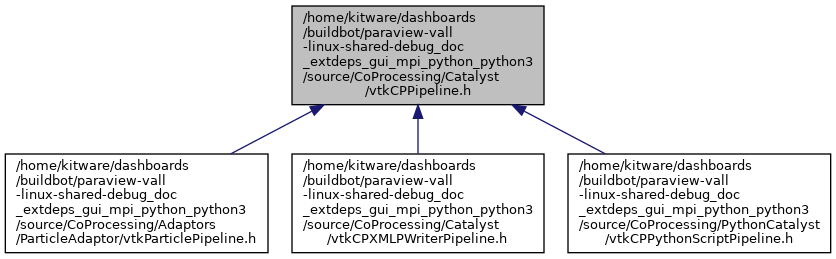 /home/kitware/dashboards
/buildbot/paraview-vall
-linux-shared-debug_doc
_extdeps_gui_mpi_python_python3
/source/CoProcessing/Catalyst
/vtkCPPipeline.h
/home/kitware/dashboards
/buildbot/paraview-vall
-linux-shared-debug_doc
_extdeps_gui_mpi_python_python3
/source/CoProcessing/Adaptors
/ParticleAdaptor/vtkParticlePipeline.h
/home/kitware/dashboards
/buildbot/paraview-vall
-linux-shared-debug_doc
_extdeps_gui_mpi_python_python3
/source/CoProcessing/Catalyst
/vtkCPXMLPWriterPipeline.h
/home/kitware/dashboards
/buildbot/paraview-vall
-linux-shared-debug_doc
_extdeps_gui_mpi_python_python3
/source/CoProcessing/PythonCatalyst
/vtkCPPythonScriptPipeline.h